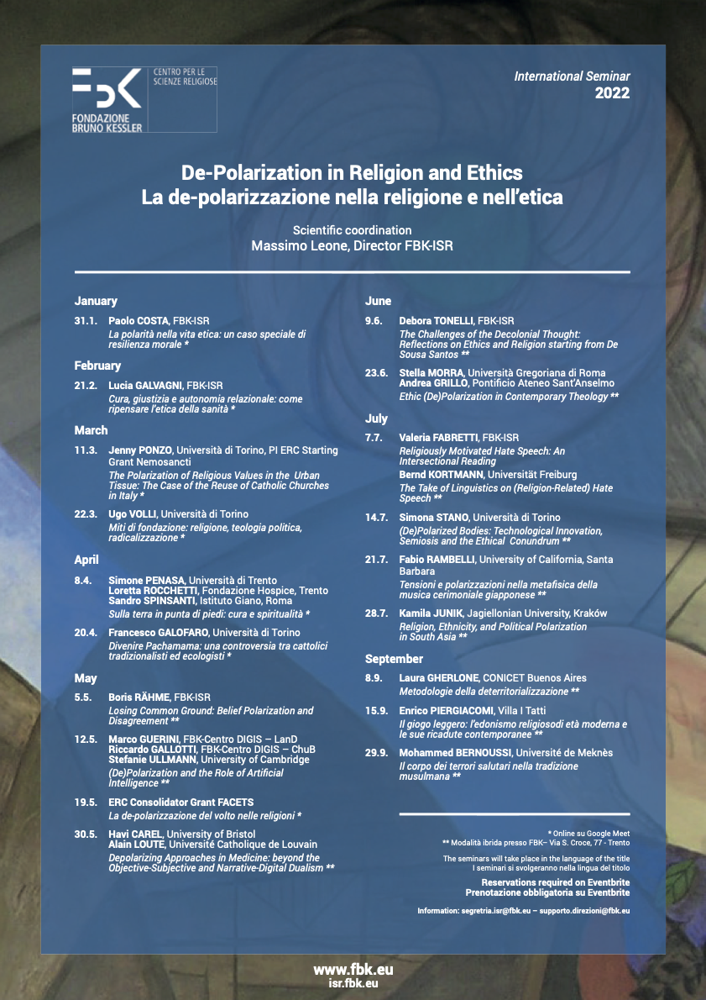 FONDAZIONE
BRUNO KESSLER
CENTRO PER LE
SCIENZE RELIGIOSE
International Seminar
2022
De-Polarization in Religion and Ethics
La de-polarizzazione nella religione e nell'etica
Scientific coordination
Massimo Leone, Director FBK-ISR
January
31.1. Paolo COSTA, FBK-ISR
La polarità nella vita etica: un caso speciale di
resilienza morale *
February
21.2. Lucia GALVAGNI, FBK-ISR
Cura, giustizia e autonomia relazionale: come
ripensare l'etica della sanità *
March
11.3. Jenny PONZO, Università di Torino, PI ERC Starting
Grant Nemosancti
The Polarization of Religious Values in the Urban
Tissue: The Case of the Reuse of Catholic Churches
in Italy *
22.3. Ugo VOLLI, Università di Torino
Miti di fondazione: religione, teologia politica,
radicalizzazione *
April
8.4. Simone PENASA, Università di Trento
Loretta ROCCHETTI, Fondazione Hospice, Trento
Sandro SPINSANTI, Istituto Giano, Roma
Sulla terra in punta di piedi: cura e spiritualità *
20.4. Francesco GALOFARO, Università di Torino
Divenire Pachamama: una controversia tra cattolici
tradizionalisti ed ecologisti *
May
5.5. Boris RÄHME, FBK-ISR
Losing Common Ground: Belief Polarization and
Disagreement **
12.5. Marco GUERINI, FBK-Centro DIGIS – LanD
Riccardo GALLOTTI, FBK-Centro DIGIS – ChuB
Stefanie ULLMANN, University of Cambridge
(De)Polarization and the Role of Artificial
Intelligence **
19.5. ERC Consolidator Grant FACETS
La de-polarizzazione del volto nelle religioni *
30.5. Havi CAREL, University of Bristol
Alain LOUTE, Université Catholique de Louvain
Depolarizing Approaches in Medicine: beyond the
Objective-Subjective and Narrative-Digital Dualism **
June
9.6. Debora TONELLI, FBK-ISR
The Challenges of the Decolonial Thought:
Reflections on Ethics and Religion starting from De
Sousa Santos **
23.6. Stella MORRA, Università Gregoriana di Roma
Andrea GRILLO, Pontificio Ateneo Sant'Anselmo
Ethic (De)Polarization in Contemporary Theology **
July
7.7. Valeria FABRETTI, FBK-ISR
Religiously Motivated Hate Speech: An
Intersectional Reading
Bernd KORTMANN, Universität Freiburg
The Take of Linguistics on (Religion-Related) Hate
Speech **
14.7. Simona STANO, Università di Torino
(De)Polarized Bodies: Technological Innovation,
Semiosis and the Ethical Conundrum **
21.7. Fabio RAMBELLI, University of California, Santa
Barbara
Tensioni e polarizzazioni nella metafisica della
musica cerimoniale giapponese **
28.7. Kamila JUNIK, Jagiellonian University, Kraków
Religion, Ethnicity, and Political Polarization
in South Asia **
September
8.9. Laura GHERLONE, CONICET Buenos Aires
Metodologie della deterritorializzazione **
15.9. Enrico PIERGIACOMI, Villa I Tatti
Il giogo leggero: l'edonismo religiosodi età moderna e
le sue ricadute contemporanee **
29.9. Mohammed BERNOUSSI, Université de Meknès
Il corpo dei terrori salutari nella tradizione
musulmana **
* Online su Google Meet
** Modalità ibrida presso FBK– Via S. Croce, 77 - Trento
The seminars will take place in the language of the title
I seminari si svolgeranno nella lingua del titolo
Reservations required on Eventbrite
Prenotazione obbligatoria su Eventbrite
Information: segretria.isr@fbk.eu – supporto.direzioni@fbk.eu
www.fbk.eu
isr.fbk.eu